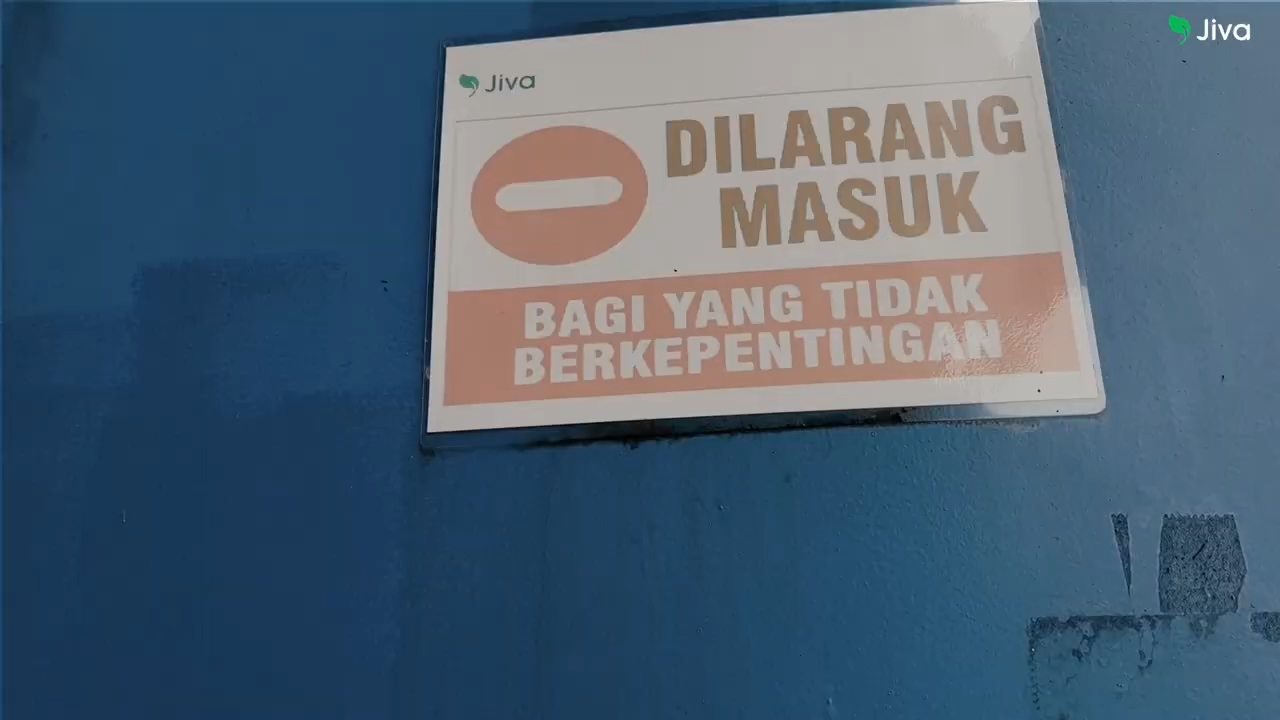 Jiva
Jiva
DILARANG
MASUK
BAGI YANG TIDAK
BERKEPENTINGAN